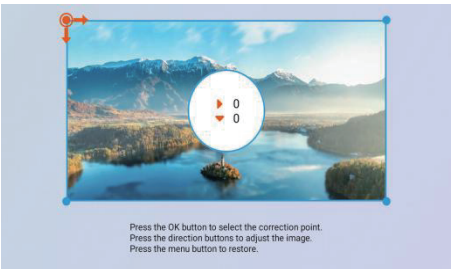 0
0
Press the OK button to select the correction point.
Press the direction buttons to adjust the image.
Press the menu button to restore.